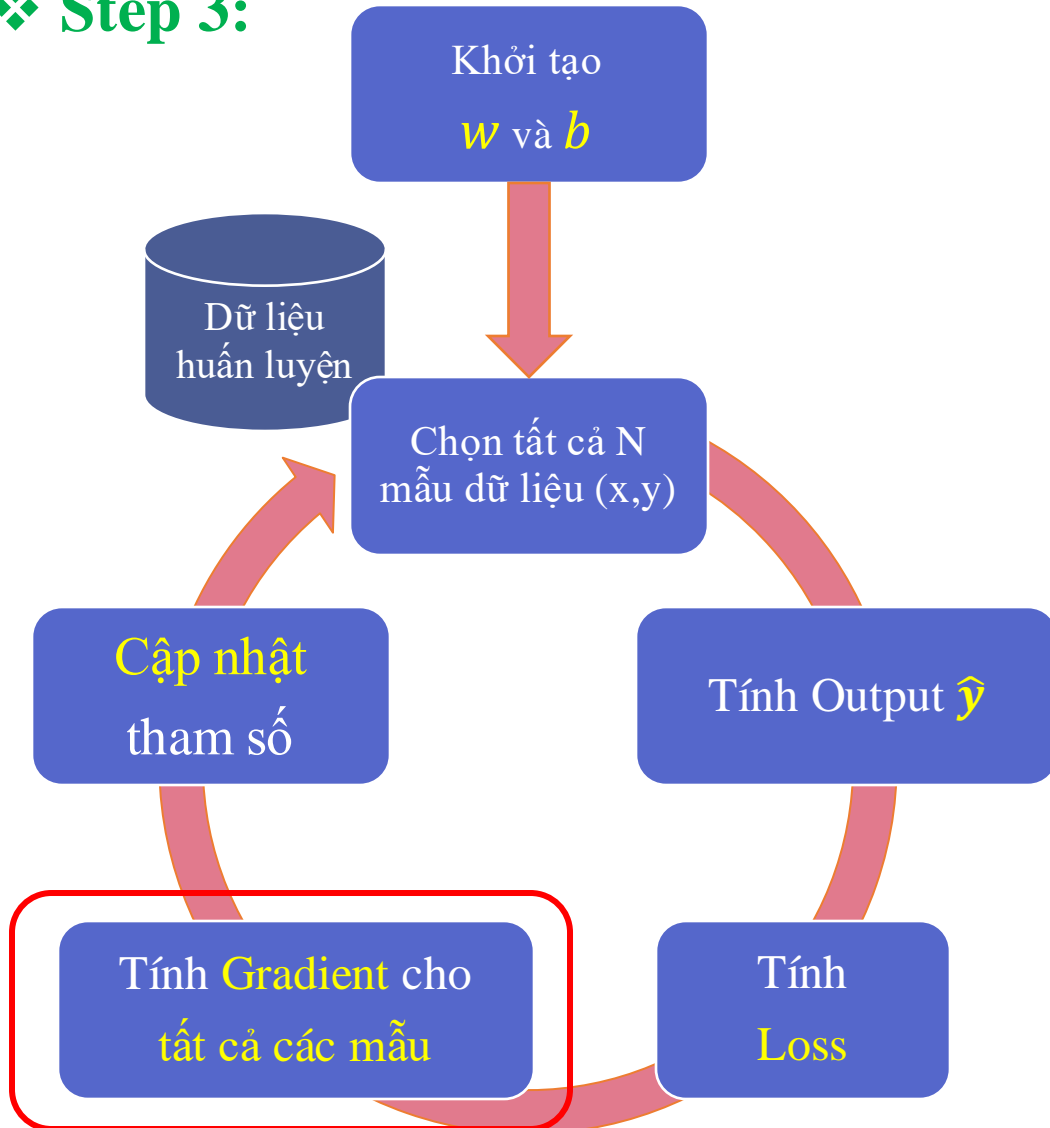 ❖ Step 3:
Khởi tạo
w và b
Dữ liệu
huấn luyện
Chọn tất cả N
mẫu dữ liệu (x,y)
Tính Output ŷ
Tính
Loss
Tính Gradient cho
tất cả các mẫu
Cập nhật
tham số